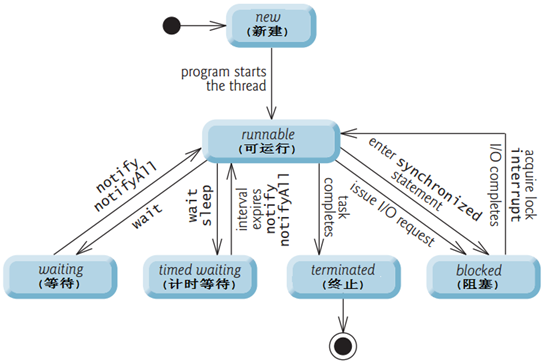 new
(新建)
program starts
the thread
runnable
(可运行)
notify
notifyAll
wait
wait
sleep
interval
expires
notify
notifyAll
task
completes
enter synchronized
statement
issue I/O request
acquire lock
interrupt
I/O completes
waiting
(等待)
timed waiting
(计时等待)
terminated
(终止)
blocked
(阻塞)